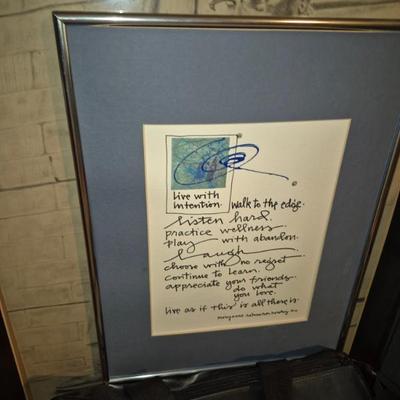 live with
intention. walk to the edge.
listen hard.
practice wellness.
play with abandon.
laugh
choose with no regret
continue to learn.
appreciate your friends.
do what
you love.
live as if this is all there is.